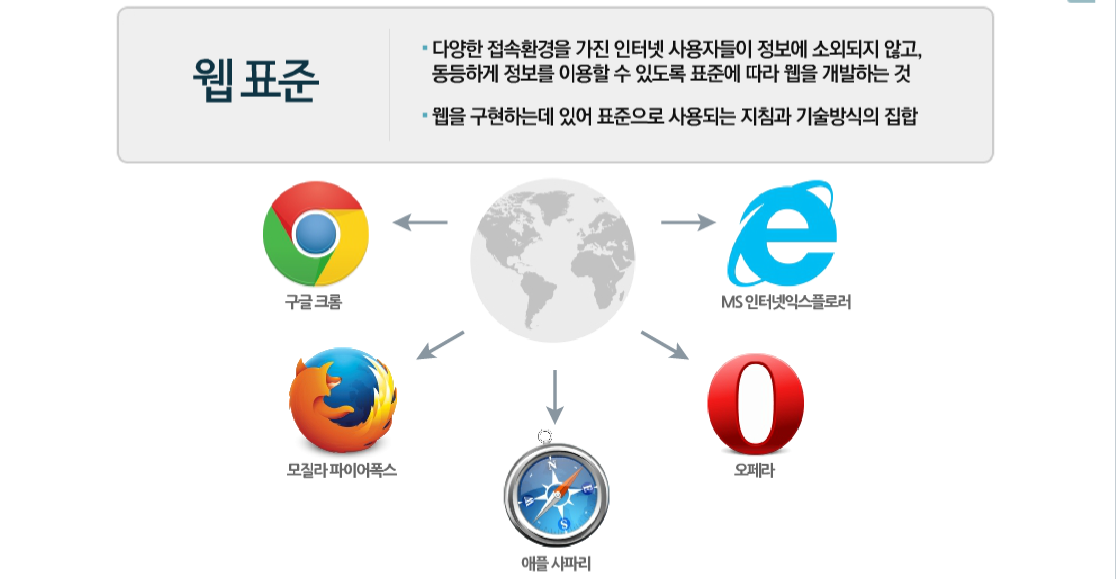 웹 표준
다양한 접속환경을 가진 인터넷 사용자들이 정보에 소외되지 않고,
동등하게 정보를 이용할 수 있도록 표준에 따라 웹을 개발하는 것
웹을 구현하는데 있어 표준으로 사용되는 지침과 기술방식의 집합
구글 크롬
MS 인터넷익스플로러
모질라 파이어폭스
오페라
N
E
S
애플 사파리